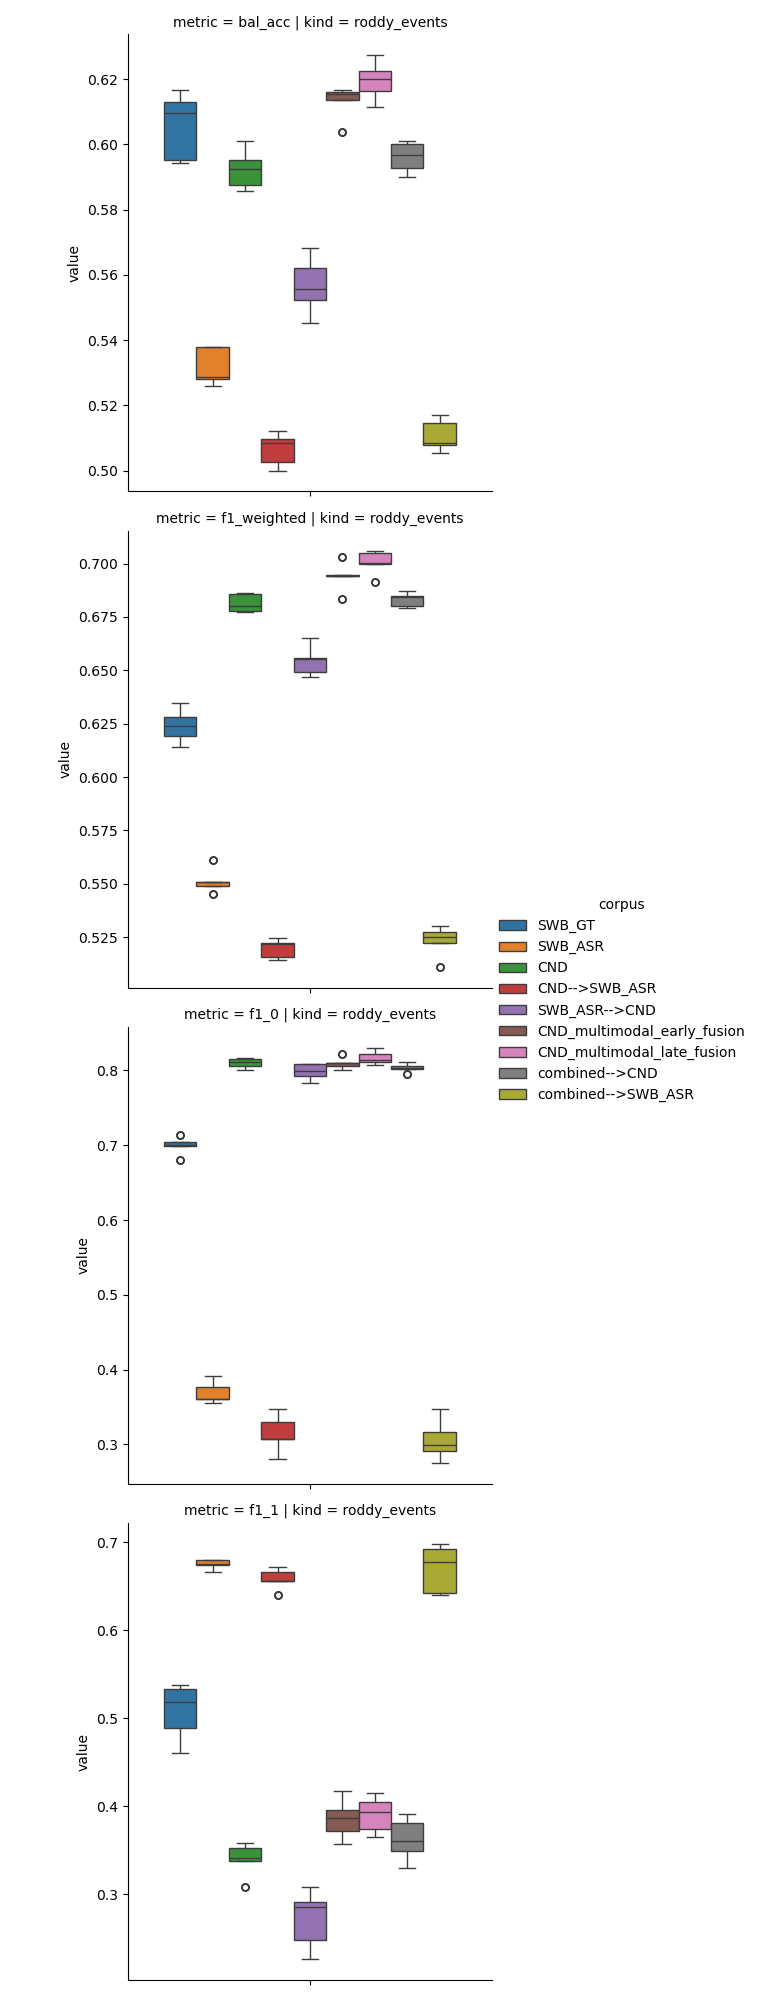 metric = bal_acc | kind = roddy_events
0.62
0.60
0.58
0.56
0.54
0.52
0.50
value
metric = f1_weighted | kind = roddy_events
0.700
0.675
0.650
0.625
0.600
0.575
0.550
0.525
value
corpus
SWB_GT
SWB_ASR
CND
CND-->SWB_ASR
SWB_ASR-->CND
CND_multimodal_early_fusion
CND_multimodal_late_fusion
combined-->CND
combined-->SWB_ASR
metric = f1_0 | kind = roddy_events
0.8
0.7
0.6
0.5
0.4
0.3
value
metric = f1_1 | kind = roddy_events
0.7
0.6
0.5
0.4
0.3
value